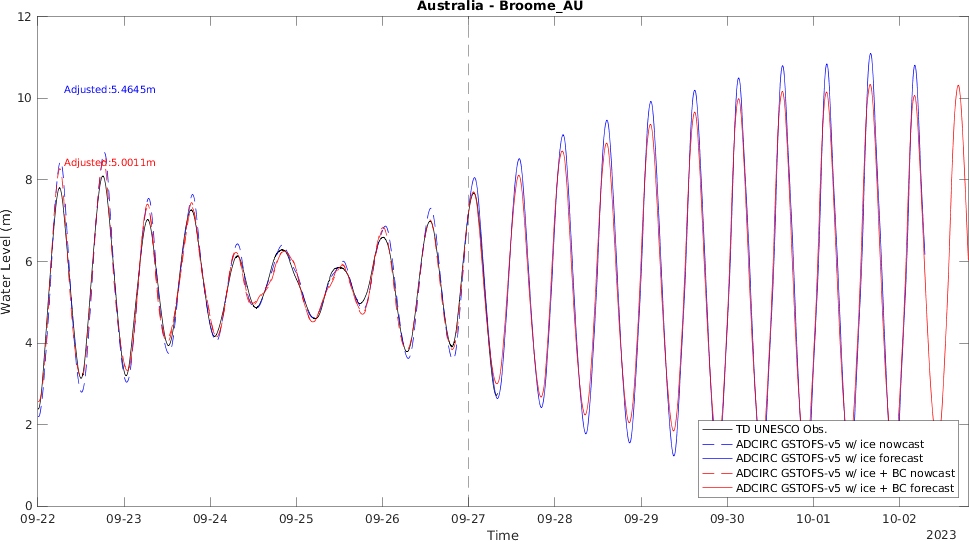 Australia - Broome_AU
12
10
8
6
4
2
0
Water Level (m)
Adjusted:5.4645m
Adjusted:5.0011m
TD UNESCO Obs.
ADCIRC GSTOFS-v5 w/ ice nowcast
ADCIRC GSTOFS-v5 w/ ice forecast
ADCIRC GSTOFS-v5 w/ ice + BC nowcast
ADCIRC GSTOFS-v5 w/ ice + BC forecast
09-22 09-23 09-24 09-25 09-26 09-27 09-28 09-29 09-30 10-01 10-02
Time
2023